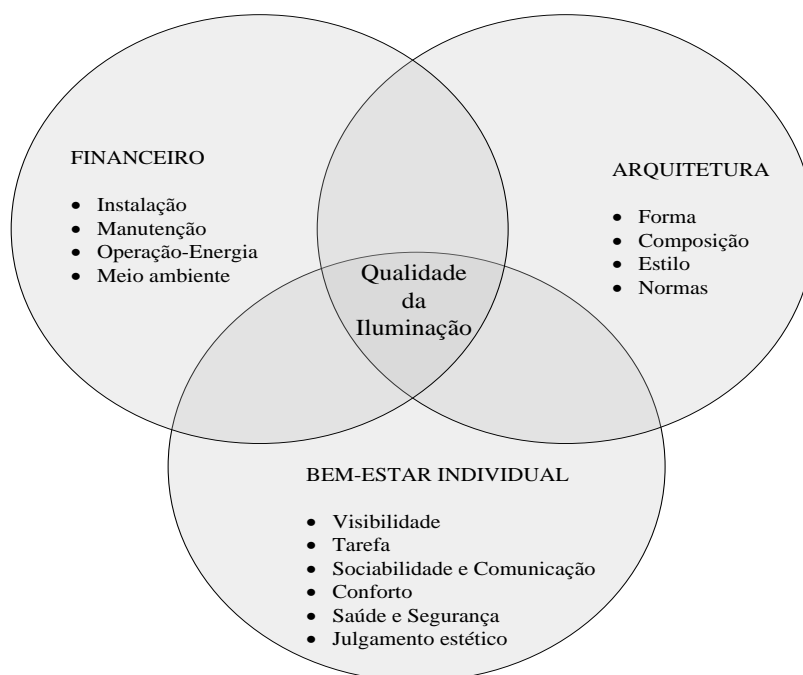 FINANCEIRO
• Instalação
• Manutenção
• Operação-Energia
• Meio ambiente
ARQUITETURA
• Forma
• Composição
• Estilo
• Normas
Qualidade
da
Iluminação
BEM-ESTAR INDIVIDUAL
• Visibilidade
• Tarefa
• Sociabilidade e Comunicação
• Conforto
• Saúde e Segurança
• Julgamento estético